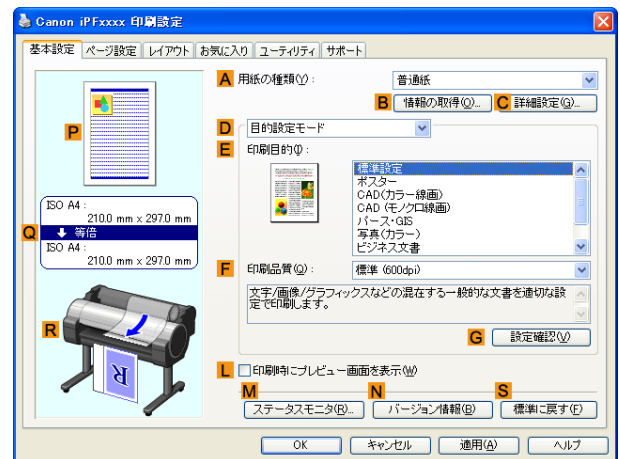 Canon iPFxxxx 印刷設定
基本設定 ページ設定 レイアウト お気に入り ユーティリティ サポート
A 用紙の種類(Y): 普通紙
B 情報の取得(O)... C 詳細設定(G)...
P
D 目的設定モード
E 印刷目的(I):
標準設定
ポスター
CAD(カラー線画)
CAD (モノクロ線画)
パース・GIS
写真(カラー)
ビジネス文書
ISO A4 :
210.0 mm x 297.0 mm
Q 等倍
ISO A4 :
210.0 mm x 297.0 mm
F 印刷品質(Q): 標準 (600dpi)
文字/画像/グラフィックスなどの混在する一般的な文書を適切な設
定で印刷します。
R
R
G 設定確認(V)
L 印刷時にプレビュー画面を表示(W)
M N S
ステータスモニタ(R)... バージョン情報(B) 標準に戻す(F)
OK キャンセル 適用(A) ヘルプ